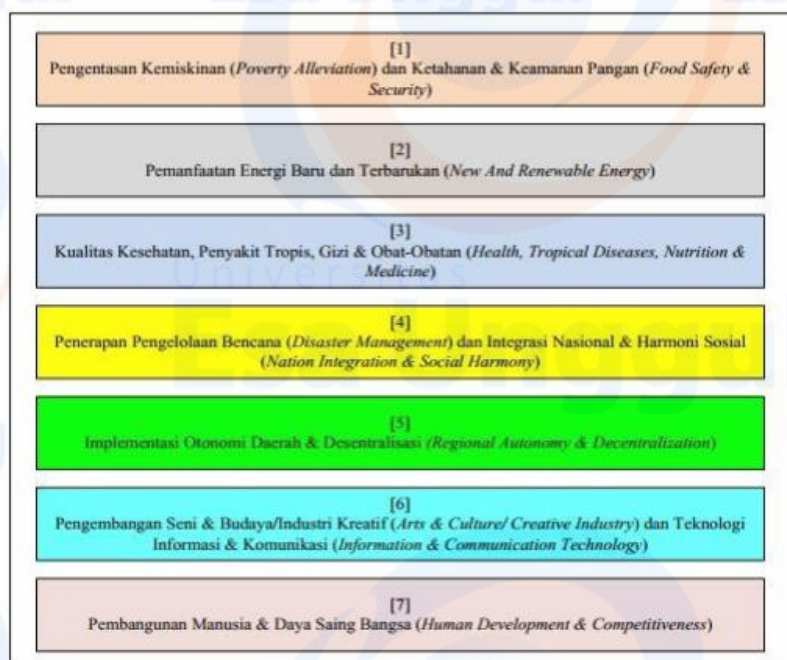 [1]
Pengentasan Kemiskinan (Poverty Alleviation) dan Ketahanan & Keamanan Pangan (Food Safety &
Security)
[2]
Pemanfaatan Energi Baru dan Terbarukan (New And Renewable Energy)
[3]
Kualitas Kesehatan, Penyakit Tropis, Gizi & Obat-Obatan (Health, Tropical Diseases, Nutrition &
Medicine)
Universitas
Esa Unggu
[4]
Penerapan Pengelolaan Bencana (Disaster Management) dan Integrasi Nasional & Harmoni Sosial
(Nation Integration & Social Harmony)
[5]
Implementasi Otonomi Daerah & Desentralisasi (Regional Autonomy & Decentralization)
[6]
Pengembangan Seni & Budaya/Industri Kreatif (Arts & Culture/ Creative Industry) dan Teknologi
Informasi & Komunikasi (Information & Communication Technology)
[7]
Pembangunan Manusia & Daya Saing Bangsa (Human Development & Competitiveness)